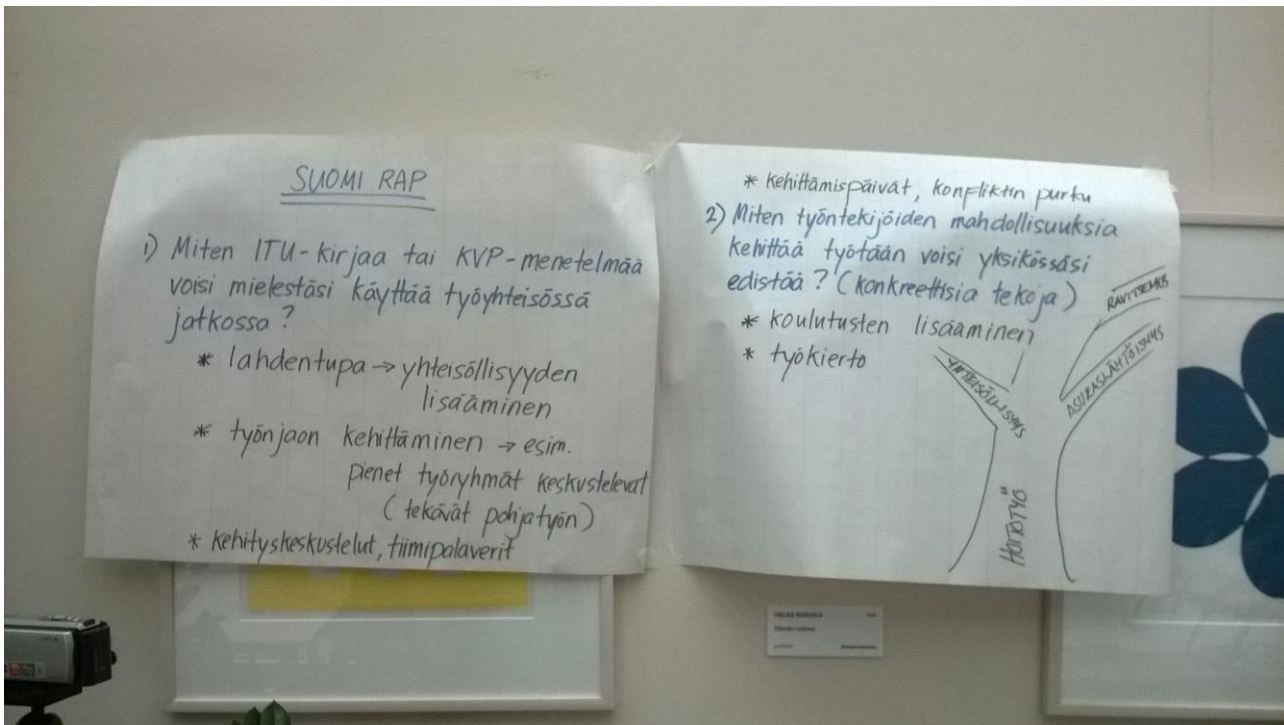 SUOMI RAP
1) Miten ITU-kirjaa tai KVP-menetelmää
voisi mielestäsi käyttää työyhteisössä
jatkossa?
* lahdentupa → yhteisöllisyyden
lisääminen
* työnjaon kehittäminen → esim.
pienet työryhmät keskustelevat
(tekävät pohjatyön)
* kehityskeskustelut, tiimipalaverit
* kehittämispäivät, konfliktin purku
2) Miten työntekijöiden mahdollisuuksia
kehittää työtään voisi yksikössäsi
edistää? (konkreettisia tekoja)
* koulutusten lisääminen
* työkierto
YHTEISÖLLISYYS
RAVITSEMUS
ASUKASLÄHTÖISYYS
HOITOTYÖ